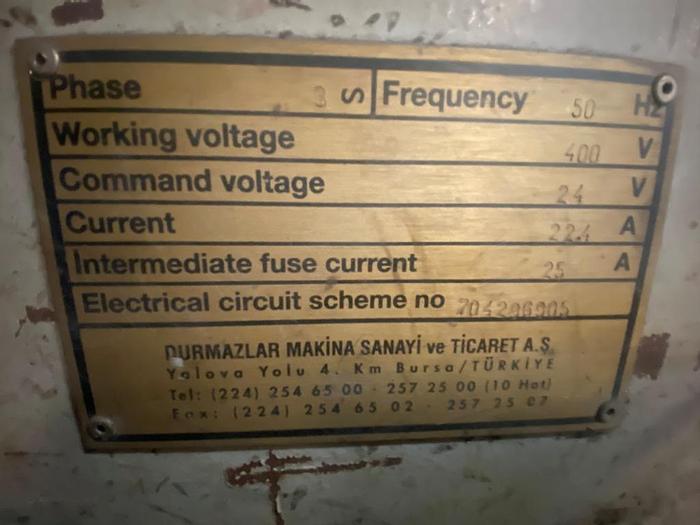 Phase 3 ∽ Frequency 50 Hz
Working voltage 400 V
Command voltage 24 V
Current 22.4 A
Intermediate fuse current 25 A
Electrical circuit scheme no
DURMAZLAR MAKİNA SANAYİ ve TİCARET A.Ş.
Yalova Yolu 4. Km Bursa/TÜRKİYE
Tel: (224) 254 65 00 - 257 25 00 (10 Hat)
Fax: (224) 254 65 02 - 257 25 07